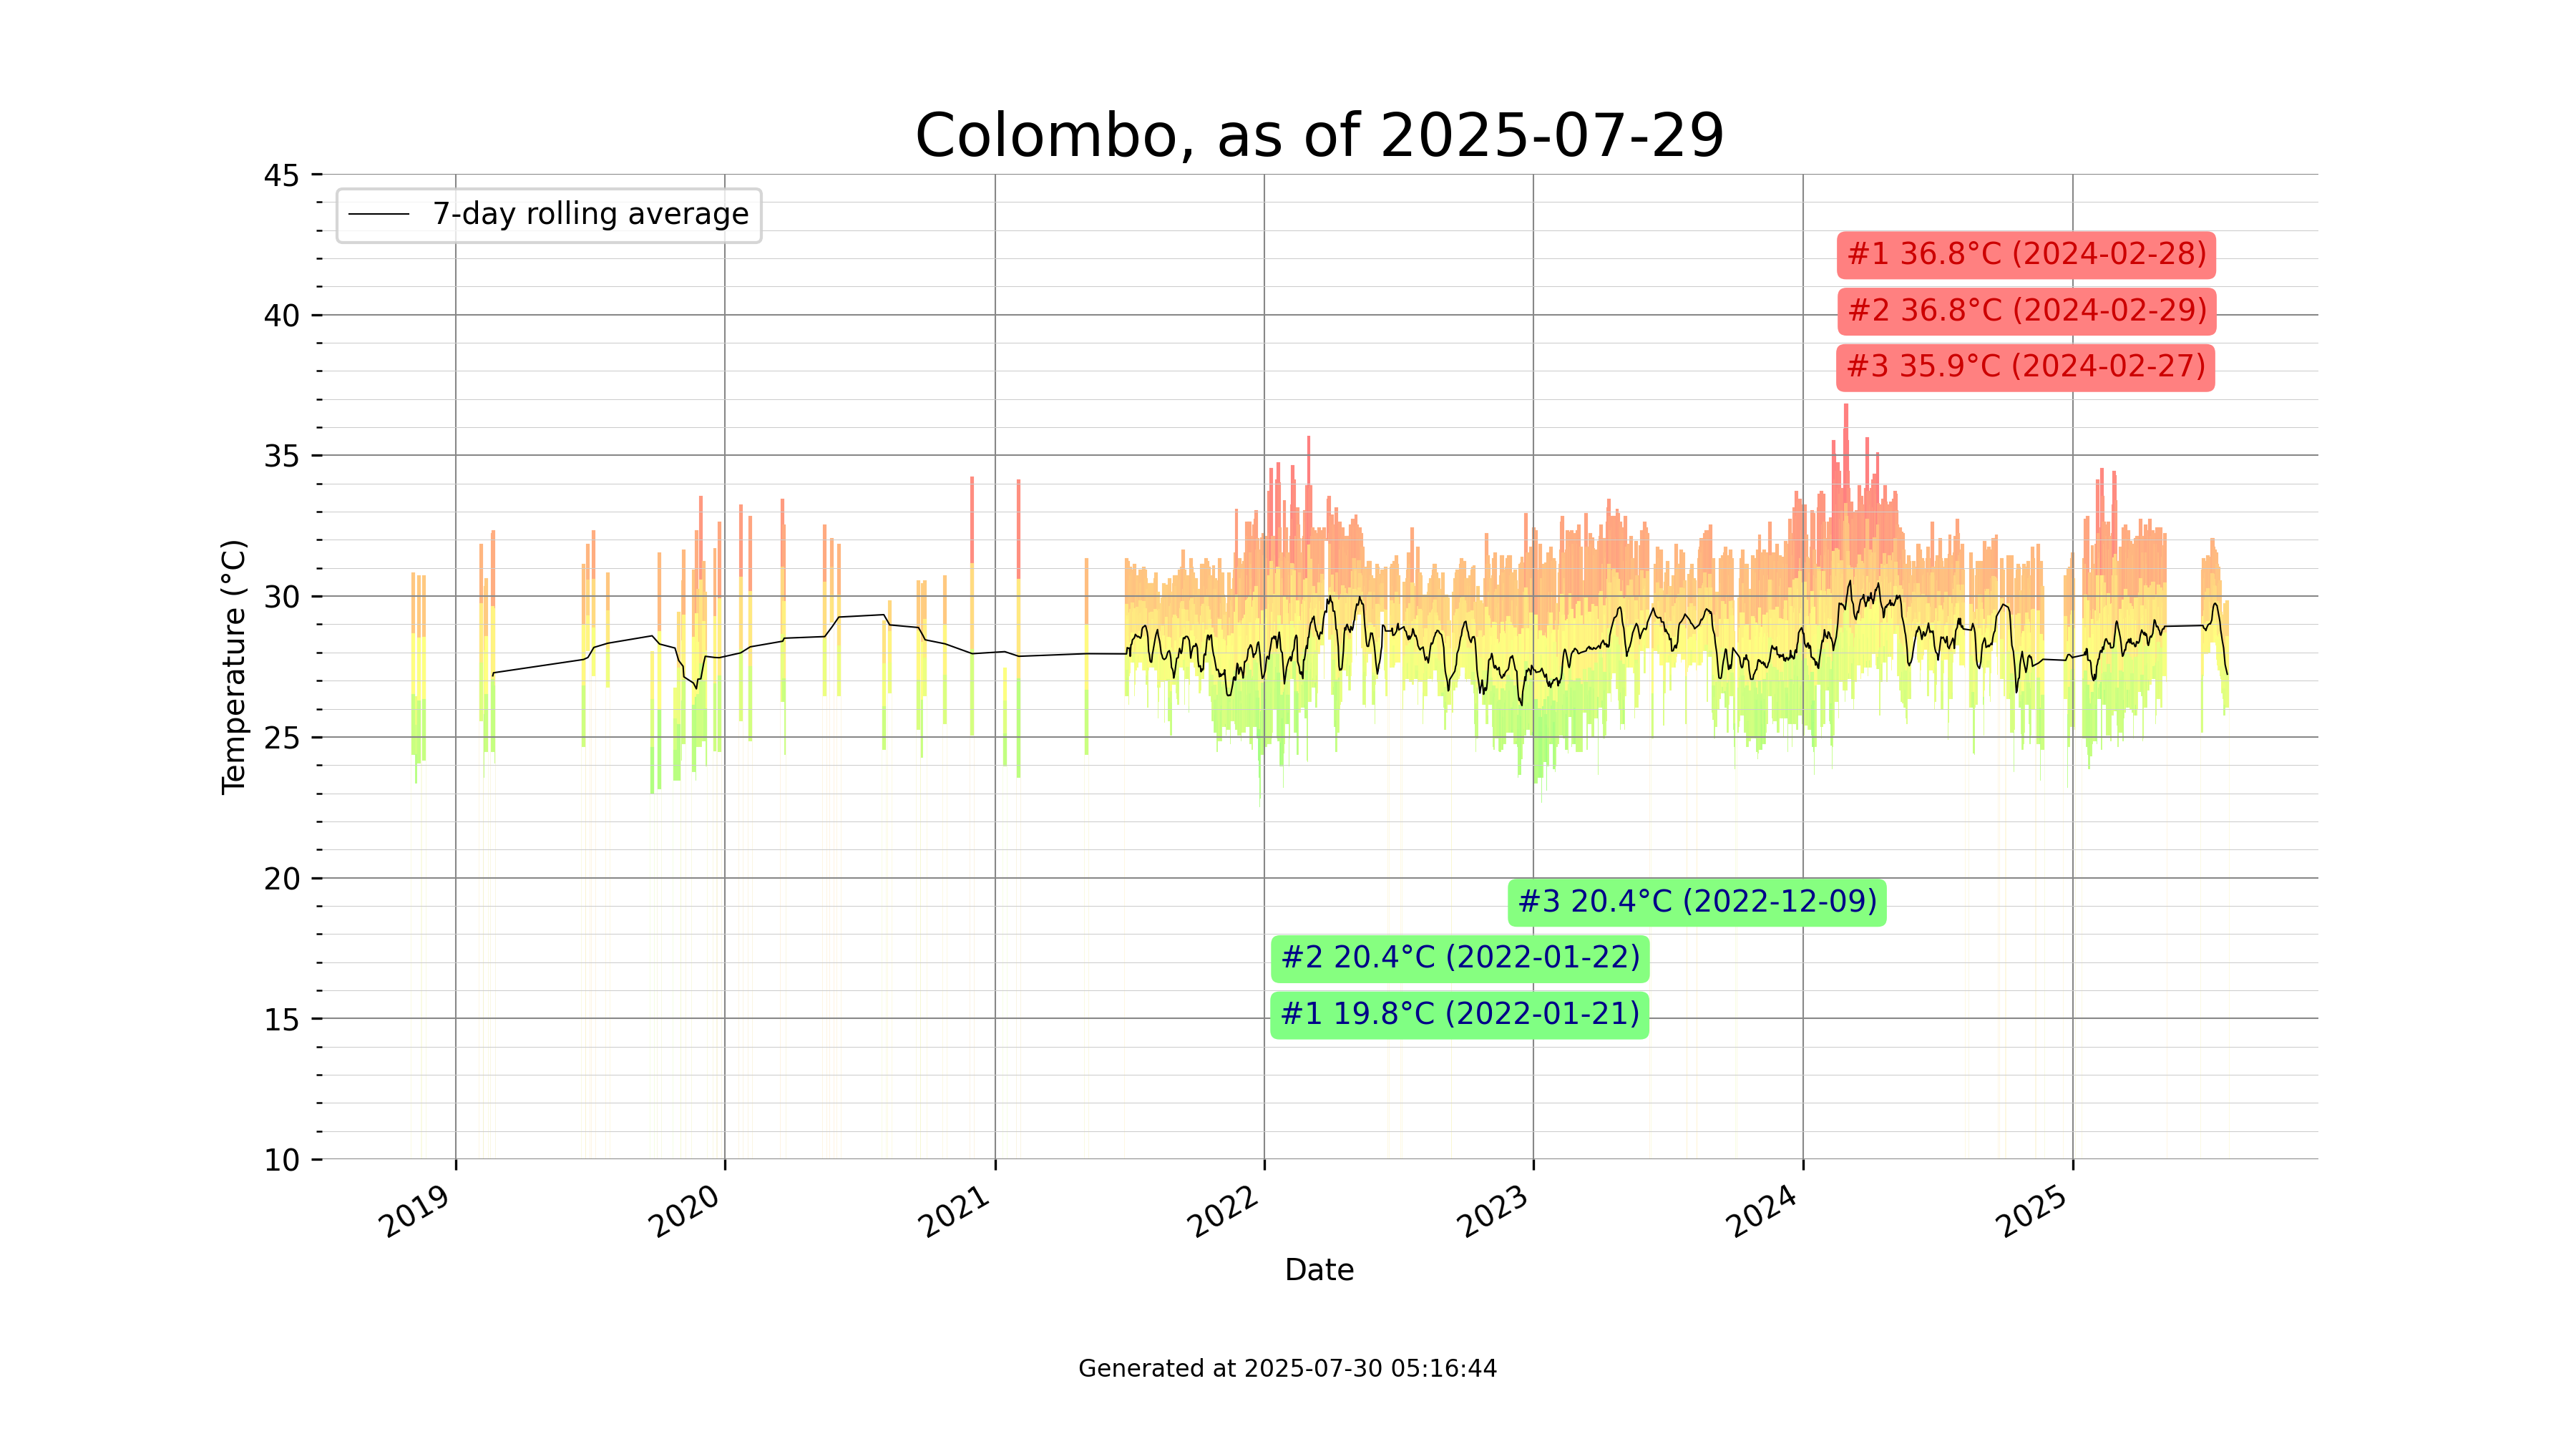 Colombo, as of 2025-07-29
45
7-day rolling average
#1 36.8°C (2024-02-28)
#2 36.8°C (2024-02-29)
40
#3 35.9°C (2024-02-27)
35
30
Temperature (°C)
25
20
#3 20.4°C (2022-12-09)
#2 20.4°C (2022-01-22)
#1 19.8°C (2022-01-21)
15
10
2019 2020 2021 2022 2023 2024 2025
Date
Generated at 2025-07-30 05:16:44